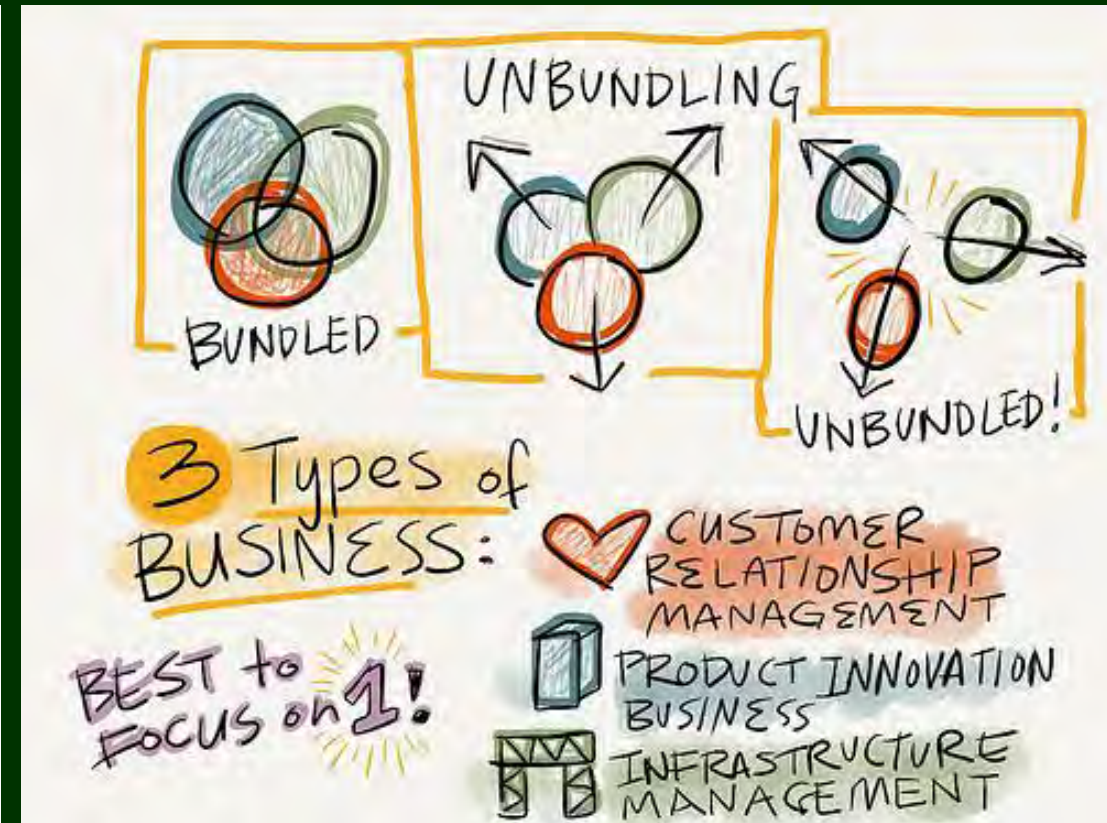 UNBUNDLING
BUNDLED
UNBUNDLED!
3 Types of
BUSINESS:
CUSTOMER
RELATIONSHIP
MANAGEMENT
PRODUCT INNOVATION
BUSINESS
INFRASTRUCTURE
MANAGEMENT
BEST to
FOCUS on 1!